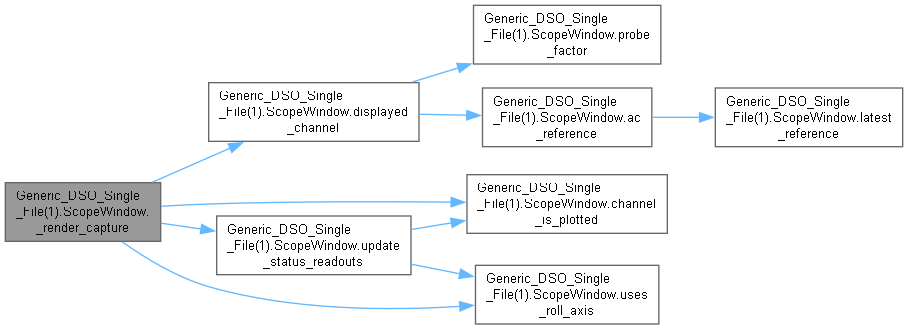 Generic_DSO_Single
_File(1).ScopeWindow.probe
_factor
Generic_DSO_Single
_File(1).ScopeWindow.displayed
_channel
Generic_DSO_Single
_File(1).ScopeWindow.ac
_reference
Generic_DSO_Single
_File(1).ScopeWindow.latest
_reference
Generic_DSO_Single
_File(1).ScopeWindow.
_render_capture
Generic_DSO_Single
_File(1).ScopeWindow.channel
_is_plotted
Generic_DSO_Single
_File(1).ScopeWindow.update
_status_readouts
Generic_DSO_Single
_File(1).ScopeWindow.uses
_roll_axis